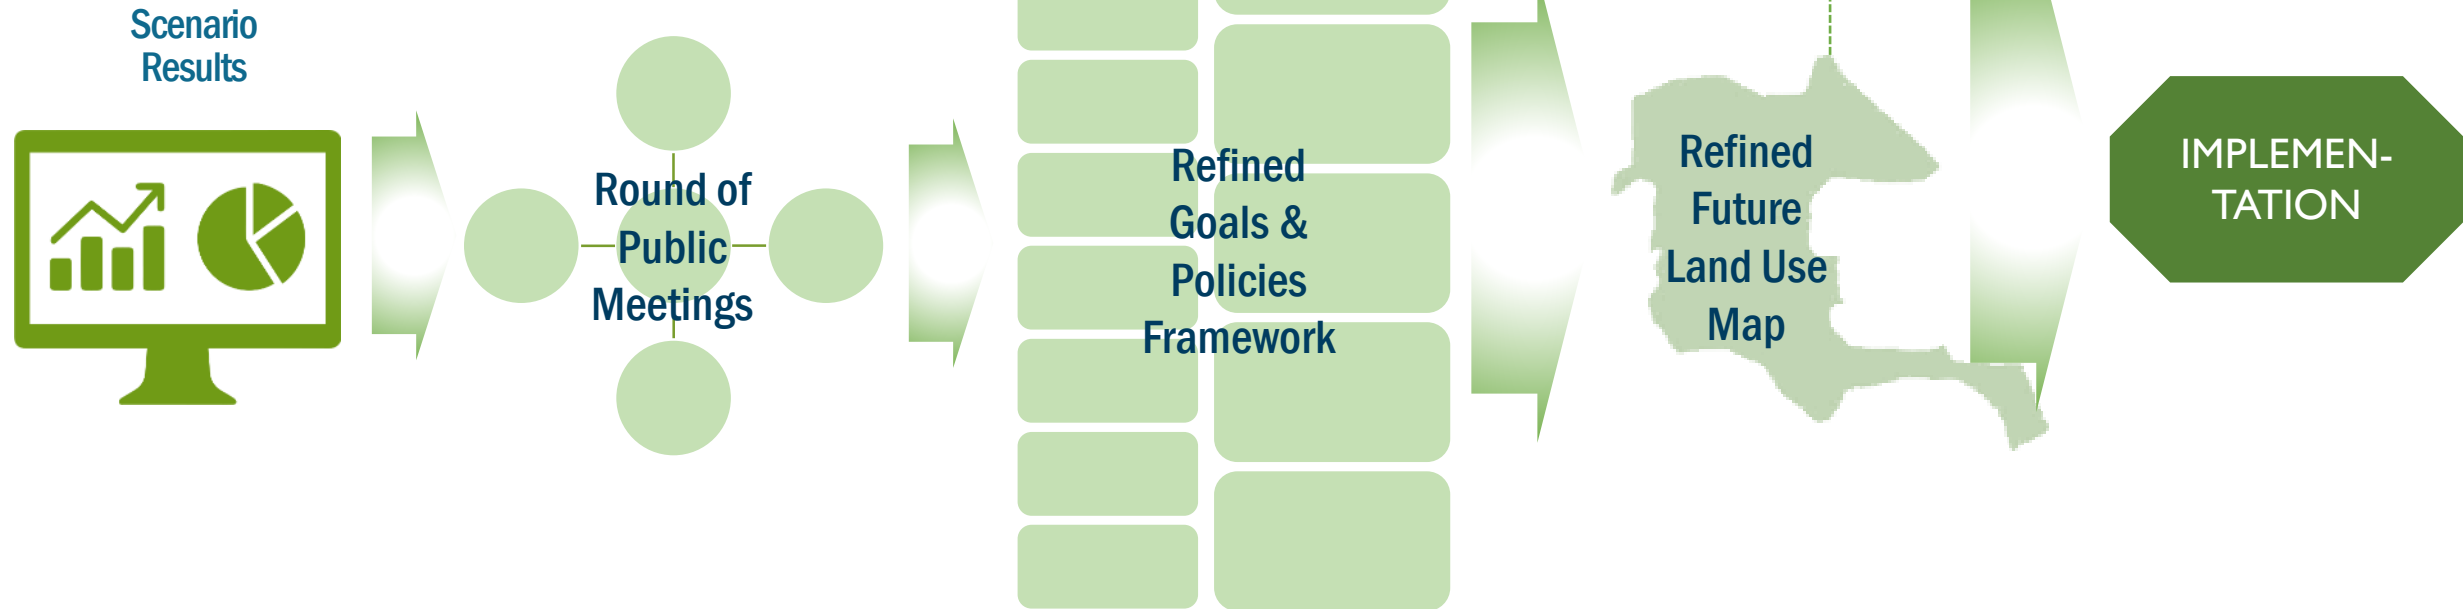 Scenario
Results
Round of
Public
Meetings
Refined
Goals &
Policies
Framework
Refined
Future
Land Use
Map
IMPLEMEN-
TATION